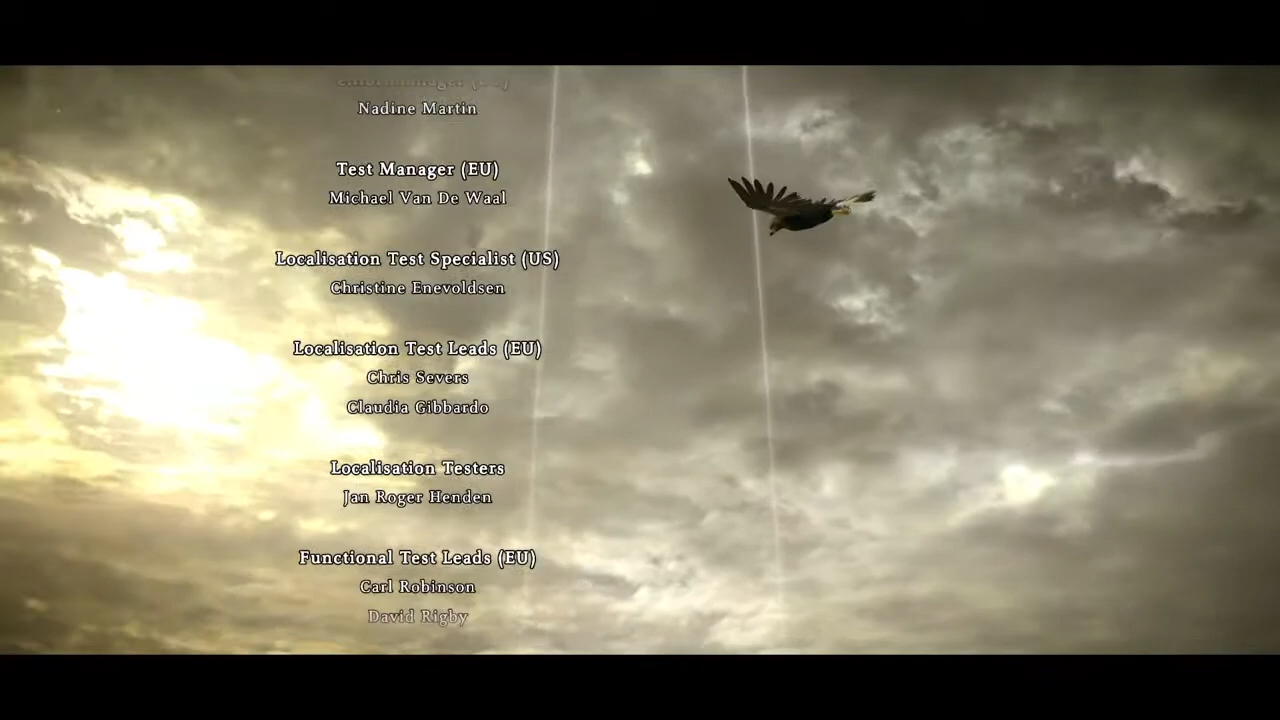 Nadine Martin
Test Manager (EU)
Michael Van De Waal
Localisation Test Specialist (US)
Christine Enevoldsen
Localisation Test Leads (EU)
Chris Severs
Claudia Gibbardo
Localisation Testers
Jan Roger Henden
Functional Test Leads (EU)
Carl Robinson
David Rigby